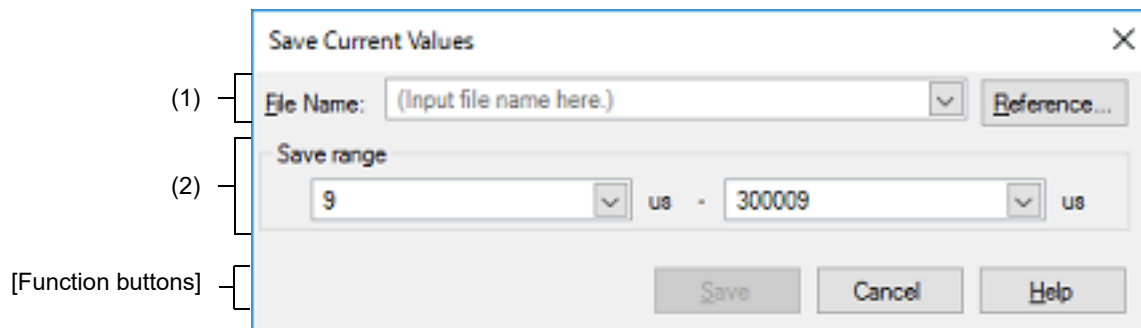 Save Current Values
(1) File Name: (Input file name here.) Reference...
Save range
(2) 9 us - 300009 us
[Function buttons] Save Cancel Help